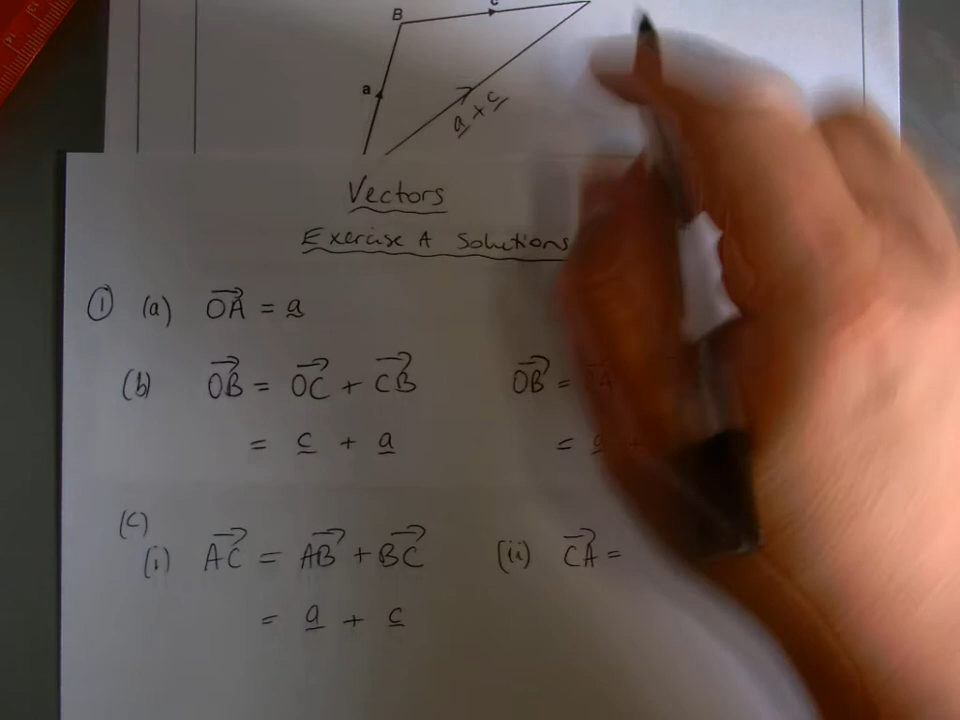 B c
a
a + c
Vectors
Exercise A Solutions
① (a) OA = a
(b) OB = OC + CB OB =
= c + a =
(c)
(i) AC = AB + BC (ii) CA =
= a + c